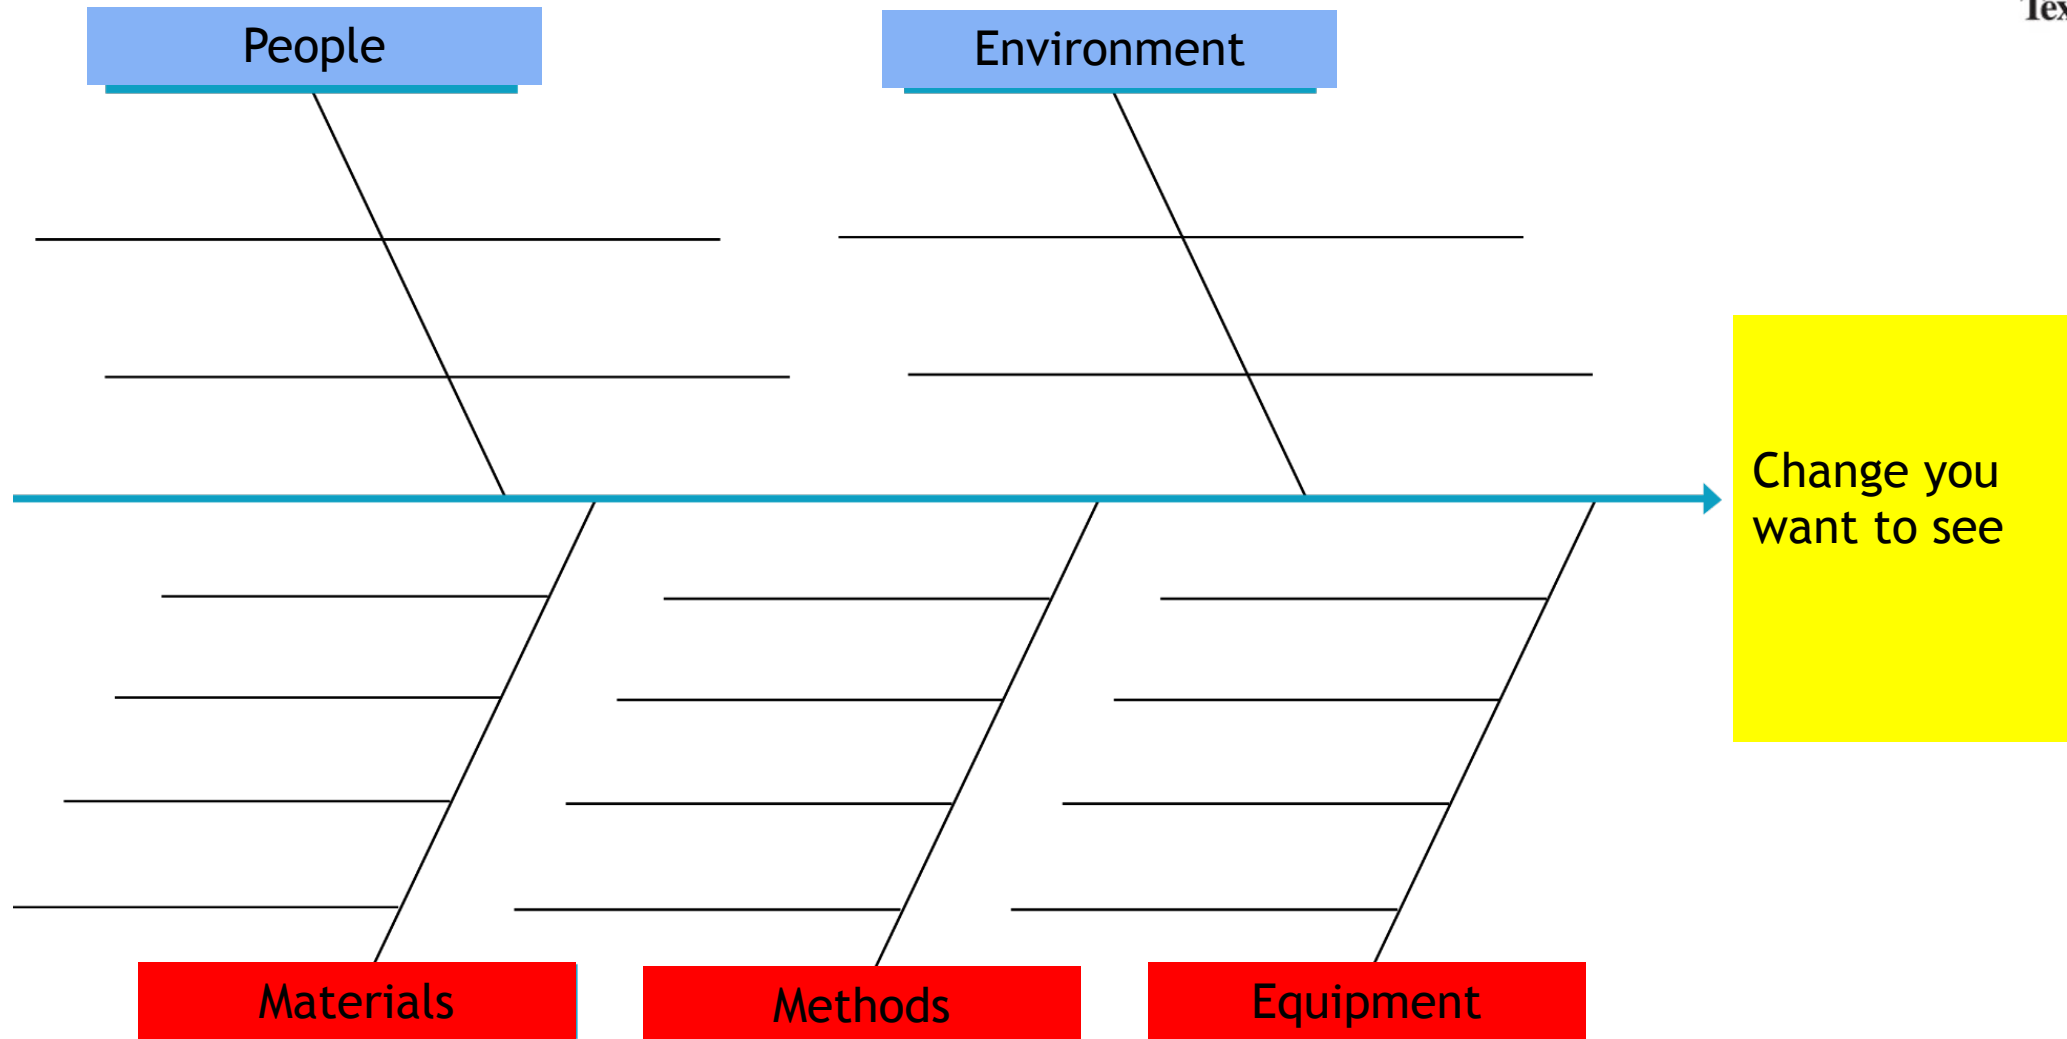 People
Environment
Change you
want to see
Materials
Methods
Equipment